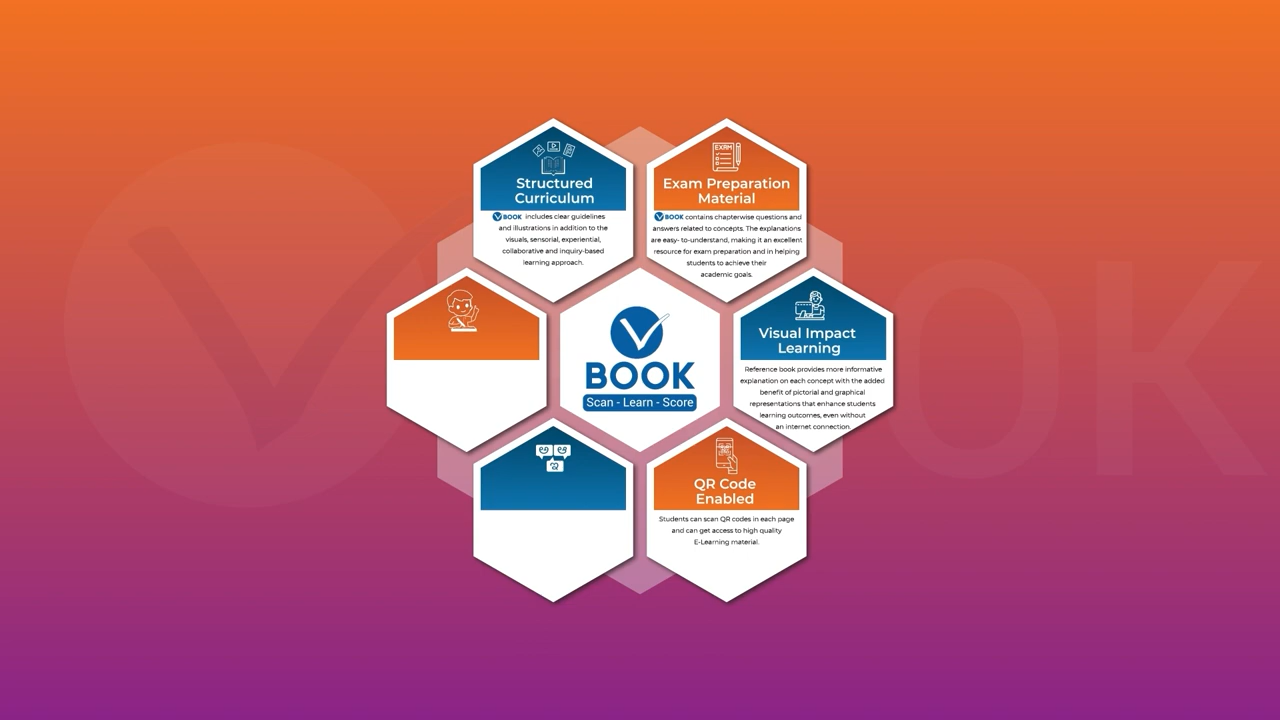 Structured
Curriculum
VBOOK includes clear guidelines
and illustrations in addition to the
visuals, sensorial, experiential,
collaborative and inquiry-based
learning approach.
EXAM
Exam Preparation
Material
VBOOK contains chapterwise questions and
answers related to concepts. The explanations
are easy- to-understand, making it an excellent
resource for exam preparation and in helping
students to achieve their
academic goals.
V
BOOK
Scan - Learn - Score
Visual Impact
Learning
Reference book provides more informative
explanation on each concept with the added
benefit of pictorial and graphical
representations that enhance students
learning outcomes, even without
an internet connection.
QR Code
Enabled
Students can scan QR codes in each page
and can get access to high quality
E-Learning material.